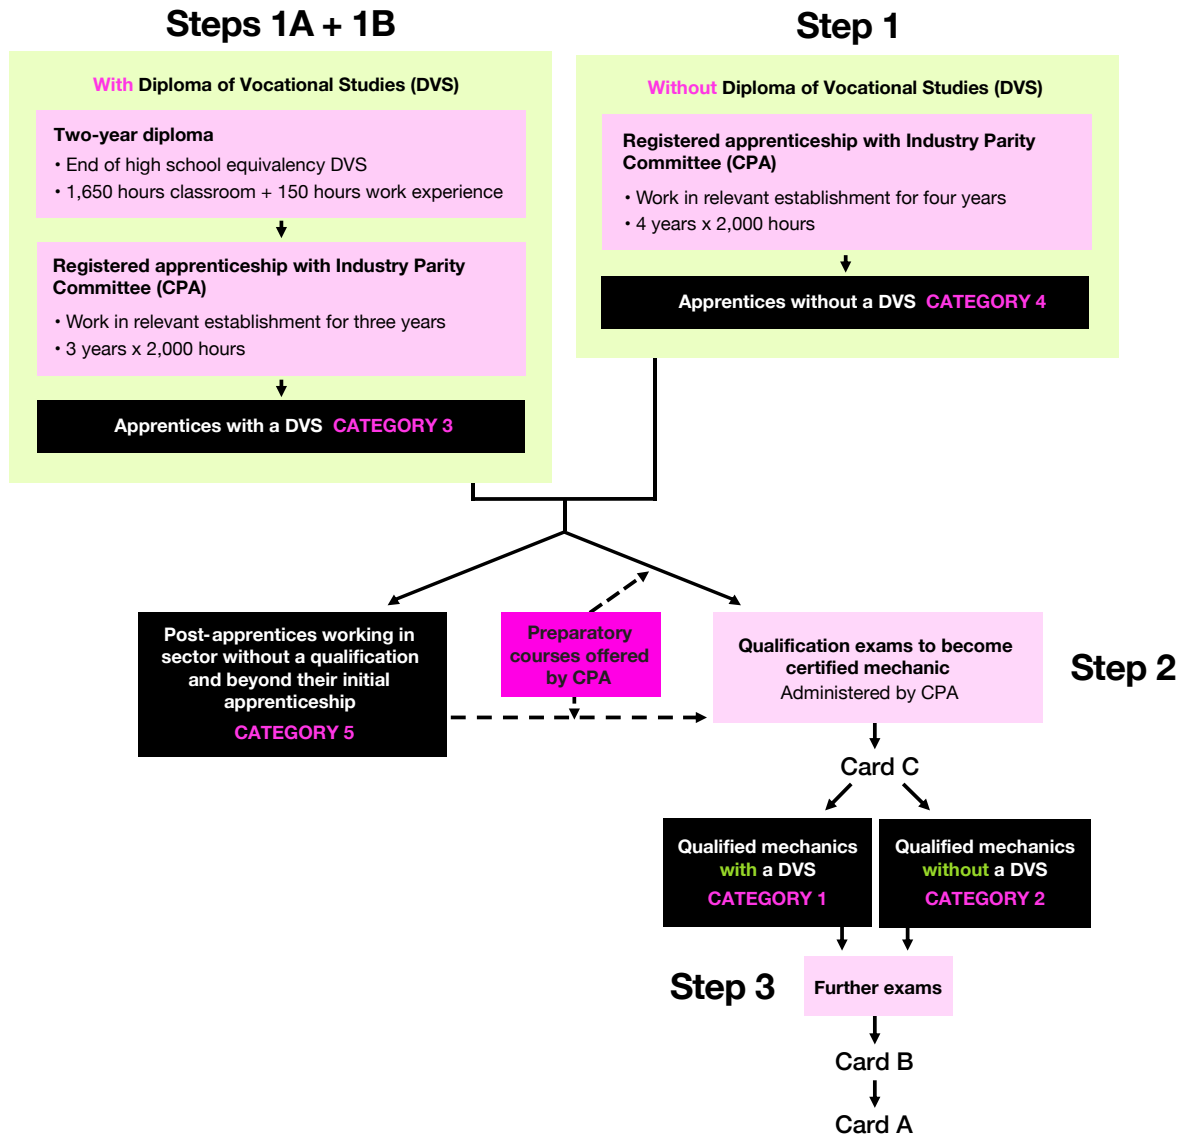 Steps 1A + 1B
With Diploma of Vocational Studies (DVS)
Two-year diploma
• End of high school equivalency DVS
• 1,650 hours classroom + 150 hours work experience
Registered apprenticeship with Industry Parity
Committee (CPA)
• Work in relevant establishment for three years
• 3 years x 2,000 hours
Apprentices with a DVS CATEGORY 3
Step 1
Without Diploma of Vocational Studies (DVS)
Registered apprenticeship with Industry Parity
Committee (CPA)
• Work in relevant establishment for four years
• 4 years x 2,000 hours
Apprentices without a DVS CATEGORY 4
Post-apprentices working in
sector without a qualification
and beyond their initial
apprenticeship
CATEGORY 5
Preparatory
courses offered
by CPA
Qualification exams to become
certified mechanic
Administered by CPA
Step 2
Card C
Qualified mechanics
with a DVS
CATEGORY 1
Qualified mechanics
without a DVS
CATEGORY 2
Step 3
Further exams
Card B
Card A